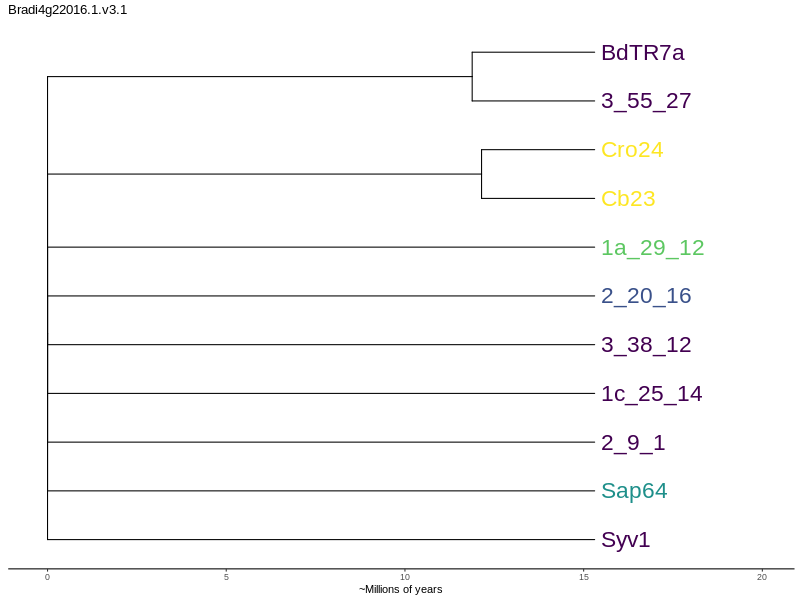 Bradi4g22016.1.v3.1
BdTR7a
3_55_27
Cro24
Cb23
1a_29_12
2_20_16
3_38_12
1c_25_14
2_9_1
Sap64
Syv1
0 5 10 15 20
~Millions of years